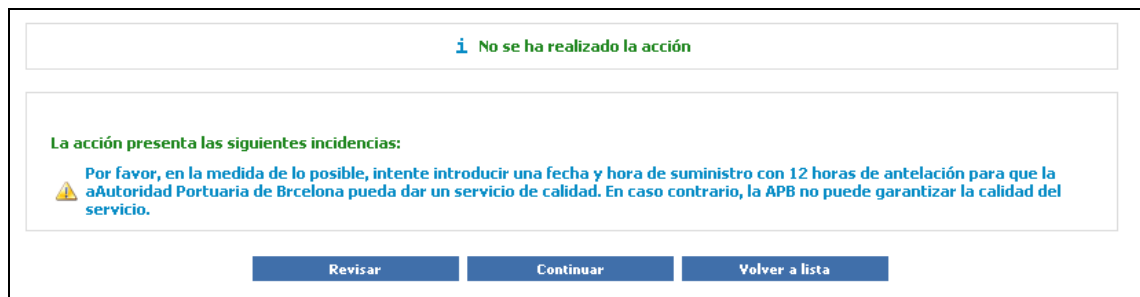 i No se ha realizado la acción
La acción presenta las siguientes incidencias:
Por favor, en la medida de lo posible, intente introducir una fecha y hora de suministro con 12 horas de antelación para que la
aAutoridad Portuaria de Brcelona pueda dar un servicio de calidad. En caso contrario, la APB no puede garantizar la calidad del
servicio.
Revisar Continuar Volver a lista